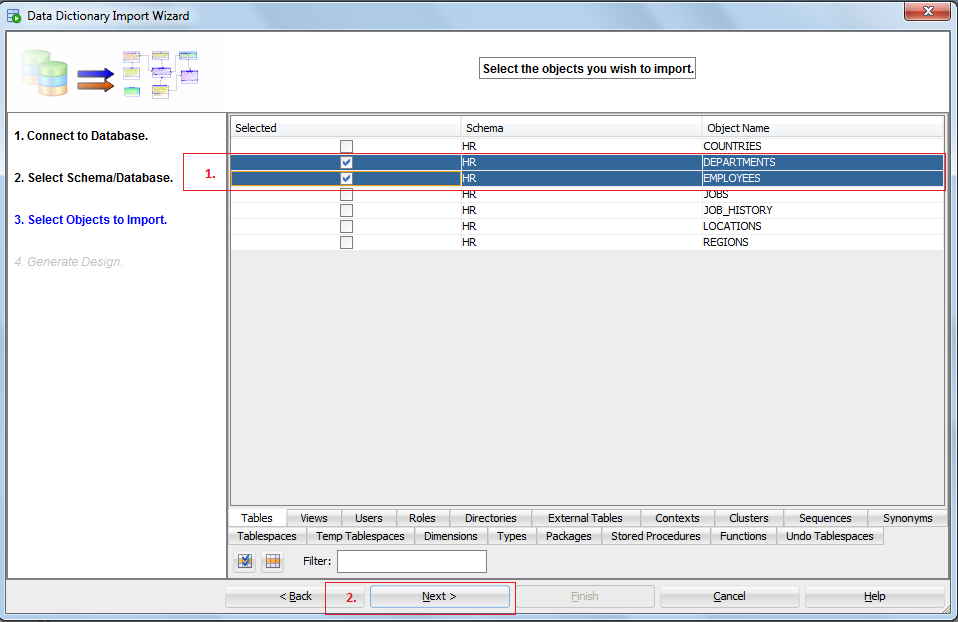 Data Dictionary Import Wizard
Select the objects you wish to import.
1. Connect to Database.
2. Select Schema/Database.
3. Select Objects to Import.
4. Generate Design.
Selected Schema Object Name
HR COUNTRIES
1. HR DEPARTMENTS
HR EMPLOYEES
HR JOBS
HR JOB_HISTORY
HR LOCATIONS
HR REGIONS
Tables Views Users Roles Directories External Tables Contexts Clusters Sequences Synonyms
Tablespaces Temp Tablespaces Dimensions Types Packages Stored Procedures Functions Undo Tablespaces
Filter:
< Back 2. Next > Finish Cancel Help